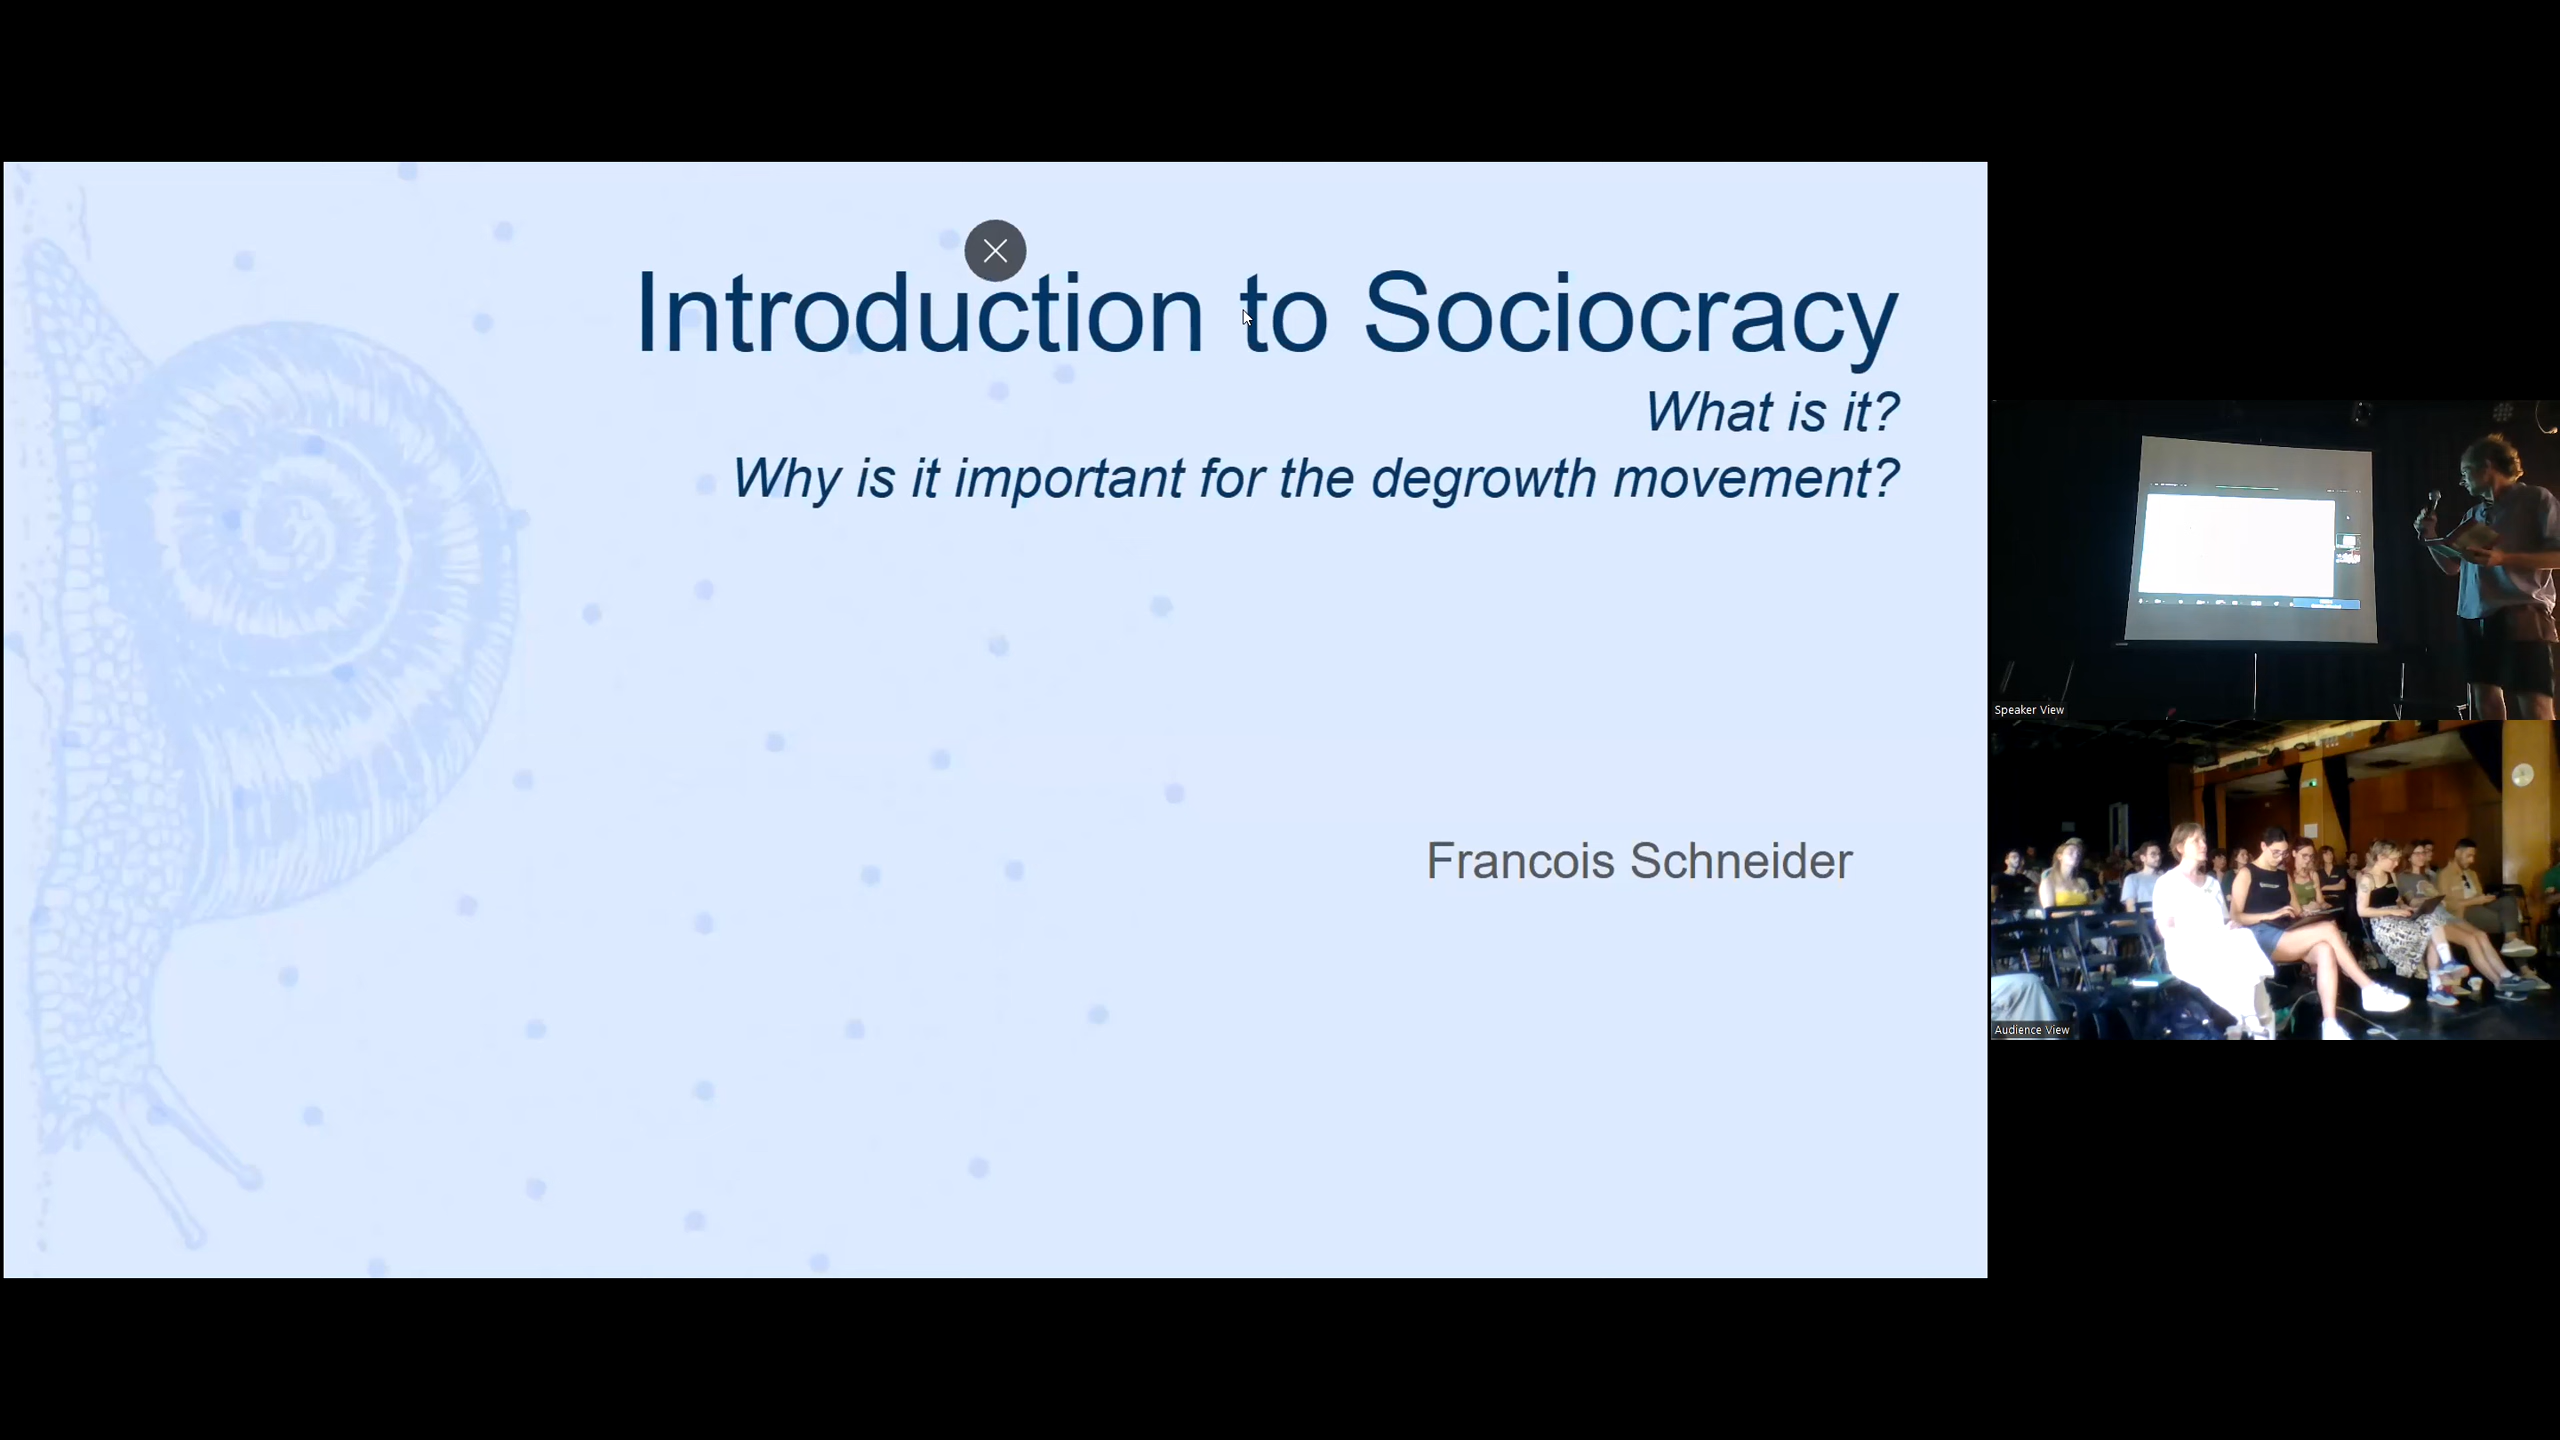 Introduction to Sociocracy
What is it?
Why is it important for the degrowth movement?
Francois Schneider
Speaker View
Audience View